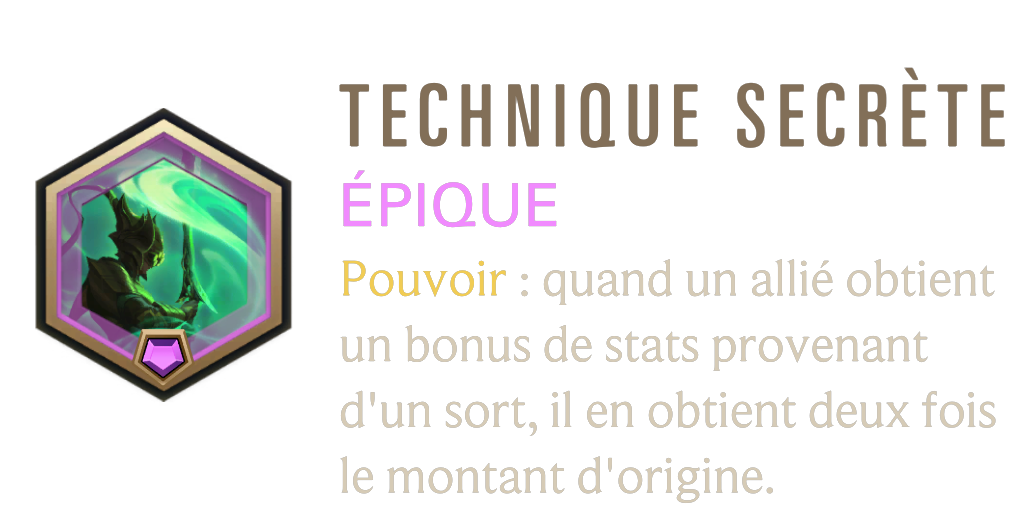 TECHNIQUE SECRÈTE
ÉPIQUE
Pouvoir : quand un allié obtient
un bonus de stats provenant
d'un sort, il en obtient deux fois
le montant d'origine.